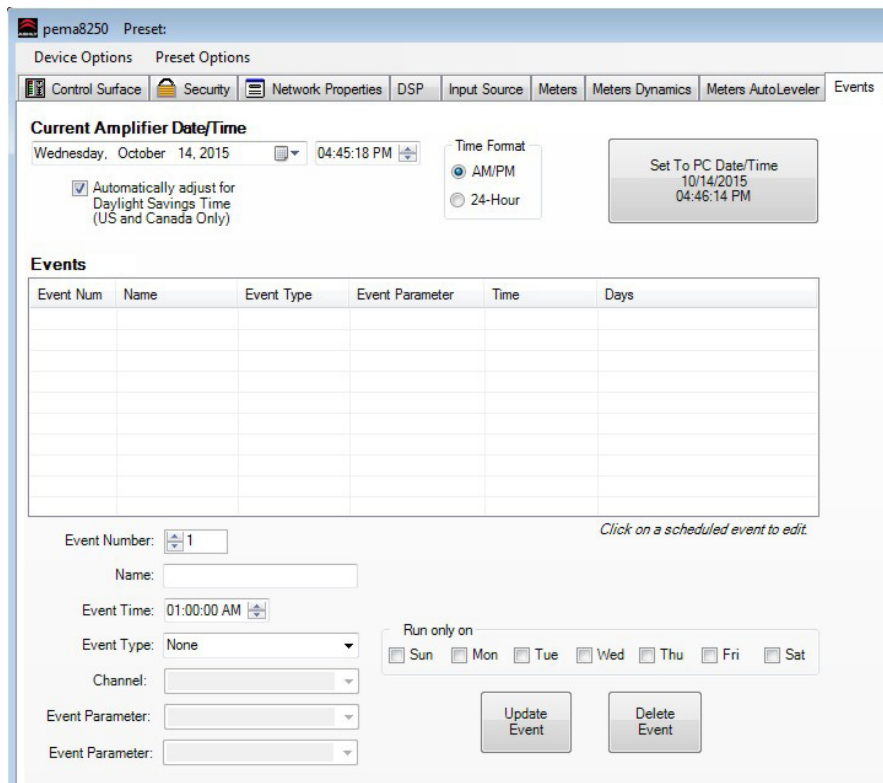 ASHLY pema8250 Preset:
Device Options Preset Options
Control Surface Security Network Properties DSP Input Source Meters Meters Dynamics Meters AutoLeveler Events
Current Amplifier Date/Time
Wednesday, October 14, 2015 04:45:18 PM
Time Format
AM/PM
24-Hour
Set To PC Date/Time
10/14/2015
04:46:14 PM
Automatically adjust for
Daylight Savings Time
(US and Canada Only)
Events
Event Num Name Event Type Event Parameter Time Days
Click on a scheduled event to edit.
Event Number: 1
Name:
Event Time: 01:00:00 AM
Event Type: None
Channel:
Event Parameter:
Event Parameter:
Run only on
Sun Mon Tue Wed Thu Fri Sat
Update
Event
Delete
Event